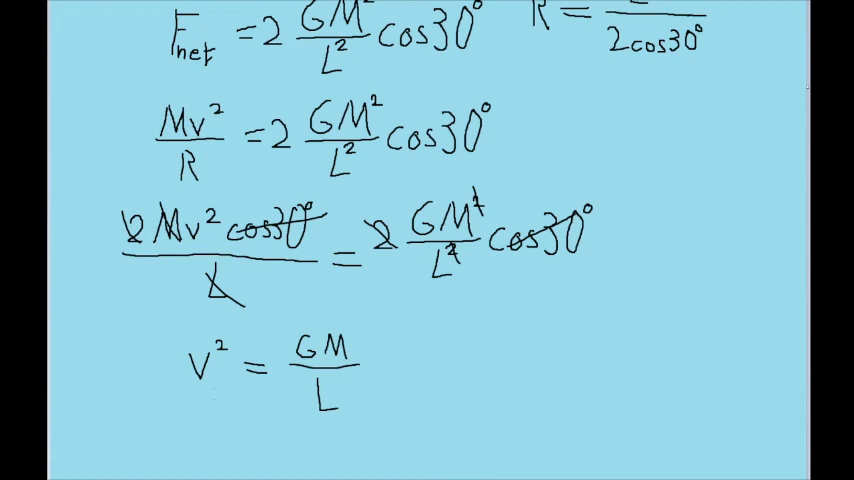 F_net = 2 GM²/L² cos30° R = /2cos30°
Mv²/R = 2 GM²/L² cos30°
2Mv² cos30°/L = 2 GM²/L² cos30°
V² = GM/L